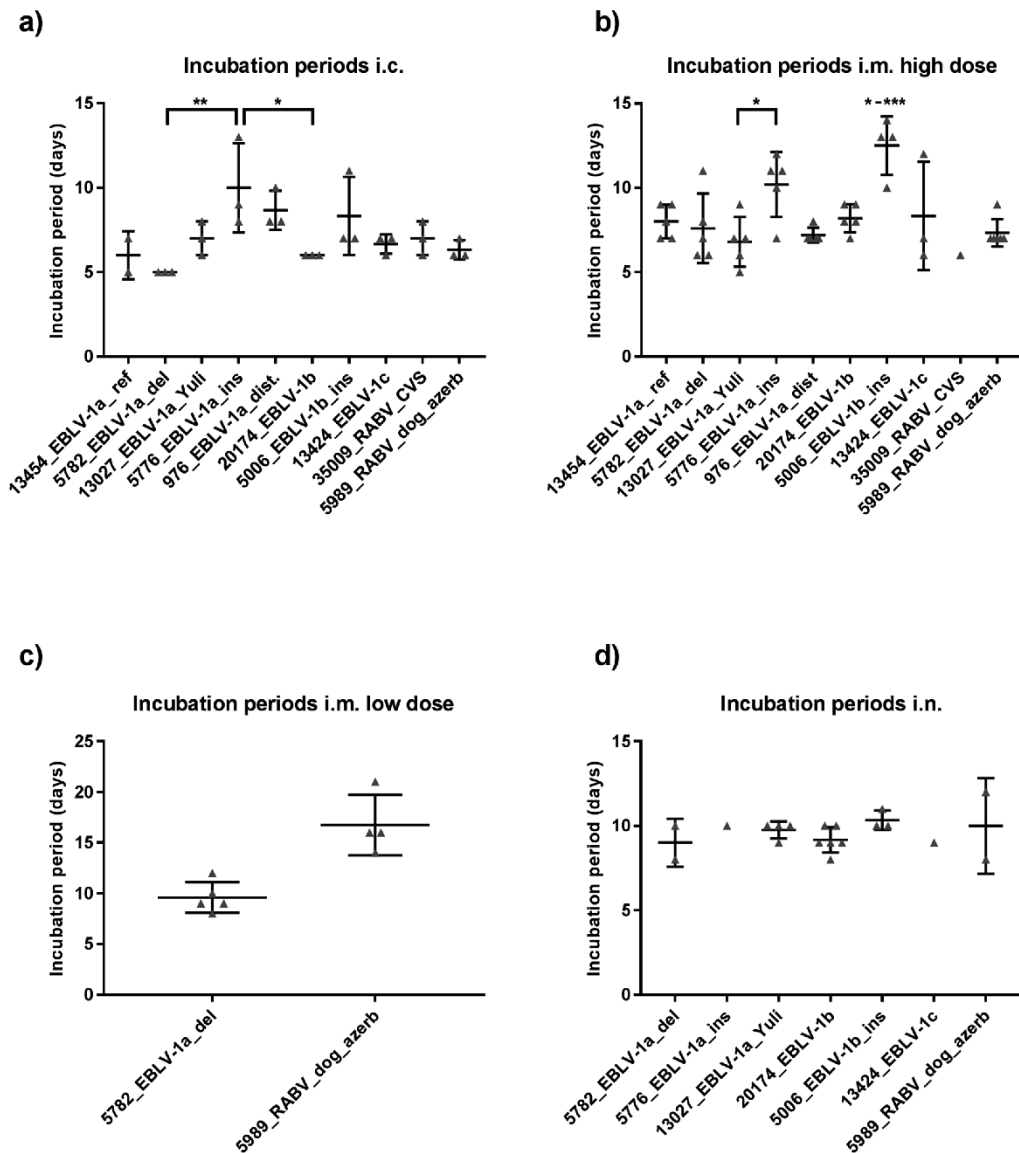 a)
Incubation periods i.c.
Incubation period (days)
15
10
5
0
**
*
13454_EBLV-1a_ref
5782_EBLV-1a_del
13027_EBLV-1a_Yuli
5776_EBLV-1a_ins
976_EBLV-1a_dist.
20174_EBLV-1b
5006_EBLV-1b_ins
13424_EBLV-1c
35009_RABV_CVS
5989_RABV_dog_azerb
b)
Incubation periods i.m. high dose
Incubation period (days)
15
10
5
0
*
*-***
13454_EBLV-1a_ref
5782_EBLV-1a_del
13027_EBLV-1a_Yuli
5776_EBLV-1a_ins
976_EBLV-1a_dist
20174_EBLV-1b
5006_EBLV-1b_ins
13424_EBLV-1c
35009_RABV_CVS
5989_RABV_dog_azerb
c)
Incubation periods i.m. low dose
Incubation period (days)
25
20
15
10
5
0
5782_EBLV-1a_del
5989_RABV_dog_azerb
d)
Incubation periods i.n.
Incubation period (days)
15
10
5
0
5782_EBLV-1a_del
5776_EBLV-1a_ins
13027_EBLV-1a_Yuli
20174_EBLV-1b
5006_EBLV-1b_ins
13424_EBLV-1c
5989_RABV_dog_azerb